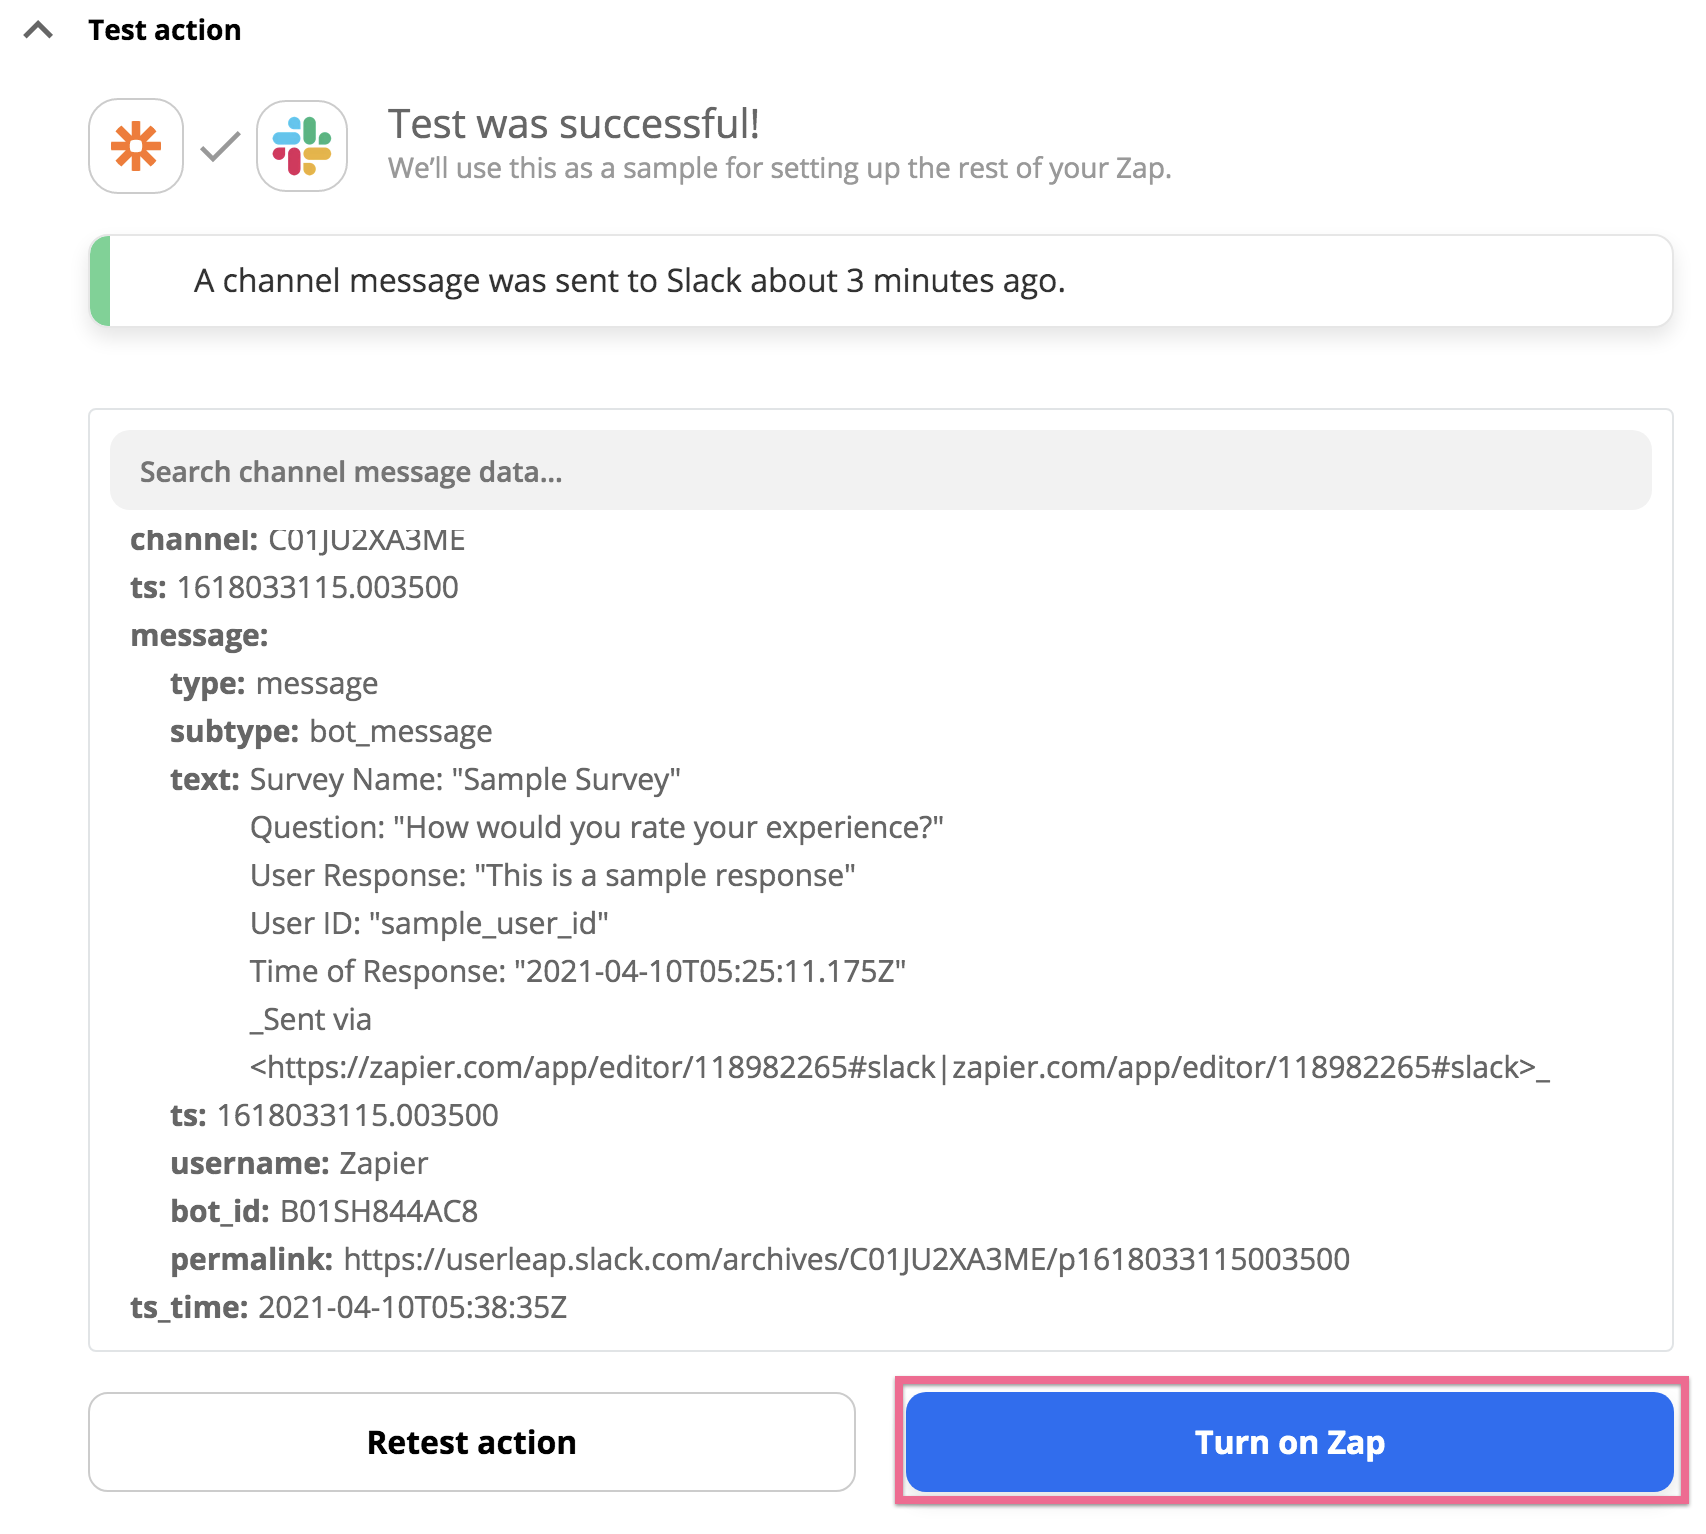 Test action
Test was successful!
We’ll use this as a sample for setting up the rest of your Zap.
A channel message was sent to Slack about 3 minutes ago.
Search channel message data...
channel: C01JU2XA3ME
ts: 1618033115.003500
message:
type: message
subtype: bot_message
text: Survey Name: "Sample Survey"
Question: "How would you rate your experience?"
User Response: "This is a sample response"
User ID: "sample_user_id"
Time of Response: "2021-04-10T05:25:11.175Z"
_Sent via
<https://zapier.com/app/editor/118982265#slack|zapier.com/app/editor/118982265#slack>_
ts: 1618033115.003500
username: Zapier
bot_id: B01SH844AC8
permalink: https://userleap.slack.com/archives/C01JU2XA3ME/p1618033115003500
ts_time: 2021-04-10T05:38:35Z
Retest action
Turn on Zap